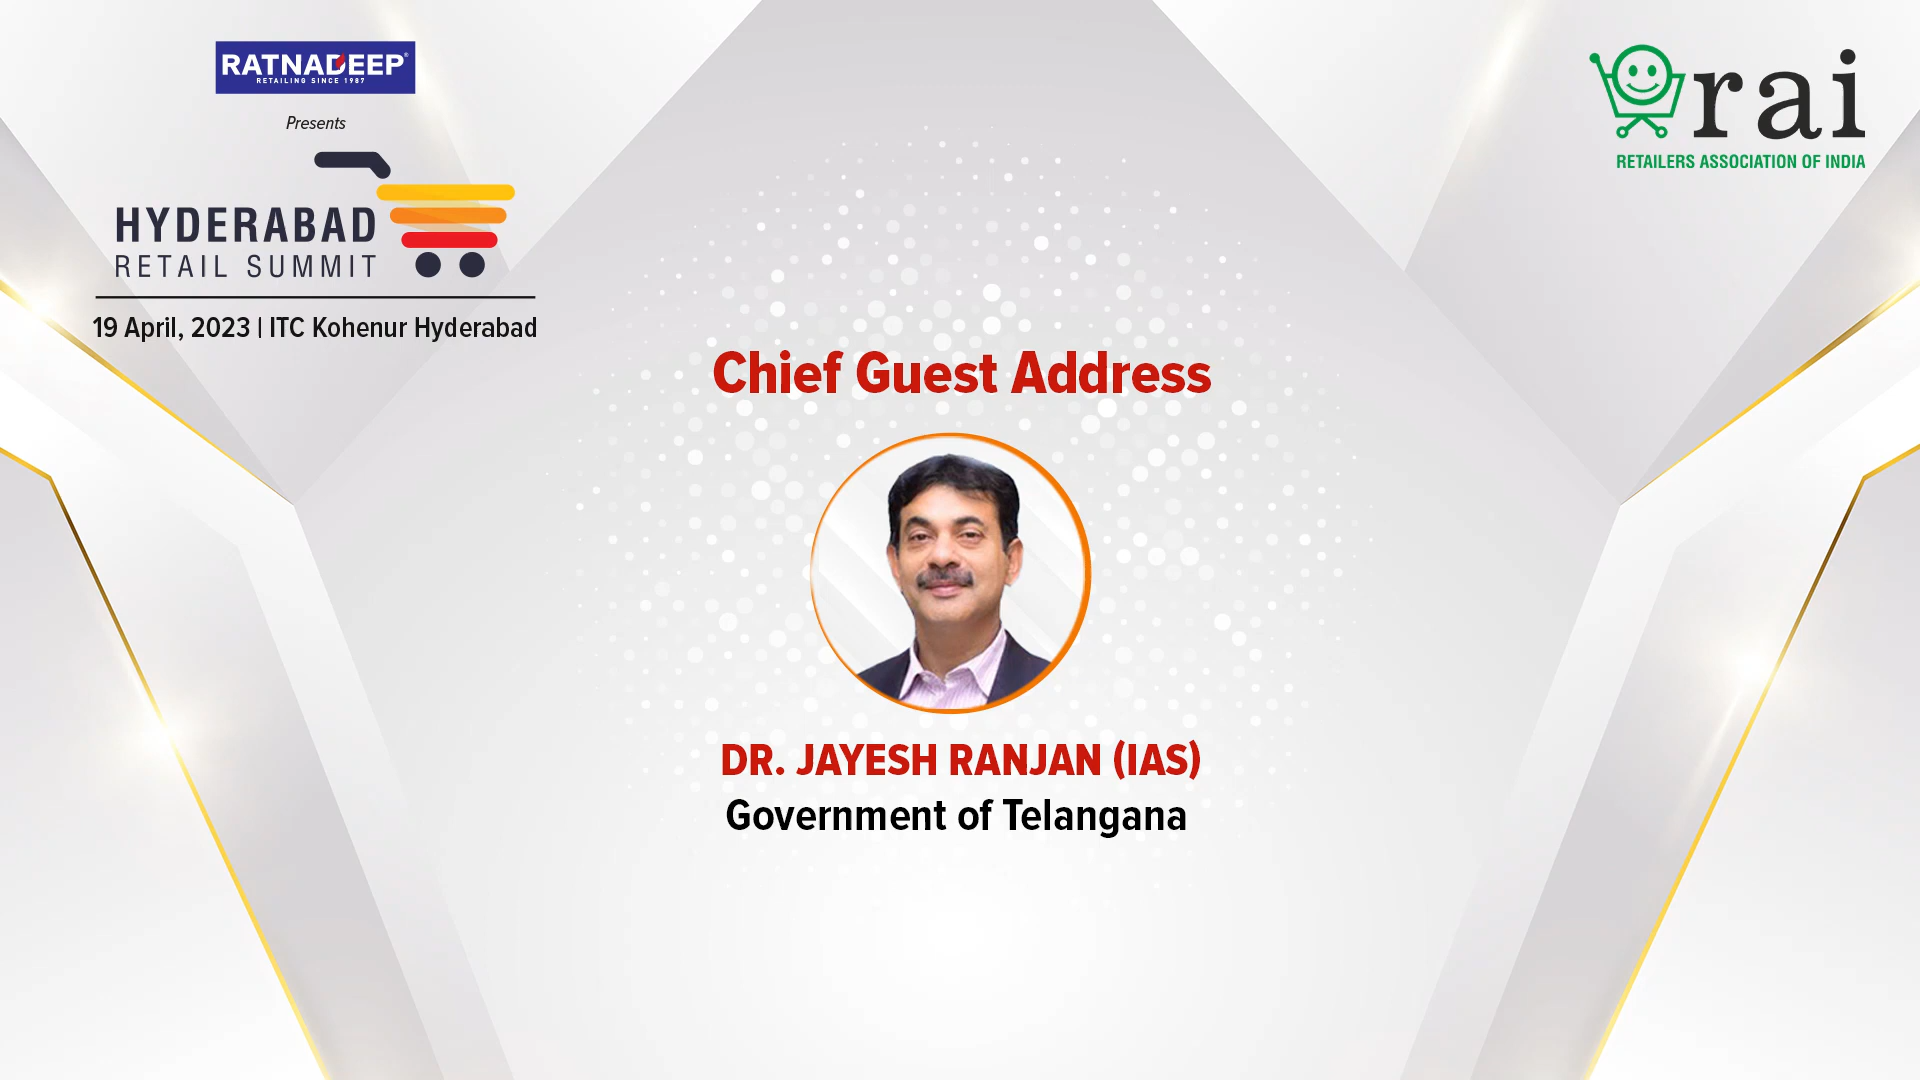 RATNADEEP®
RETAILING SINCE 1987
Presents
HYDERABAD
RETAIL SUMMIT
19 April, 2023 | ITC Kohenur Hyderabad
rai
RETAILERS ASSOCIATION OF INDIA
Chief Guest Address
DR. JAYESH RANJAN (IAS)
Government of Telangana